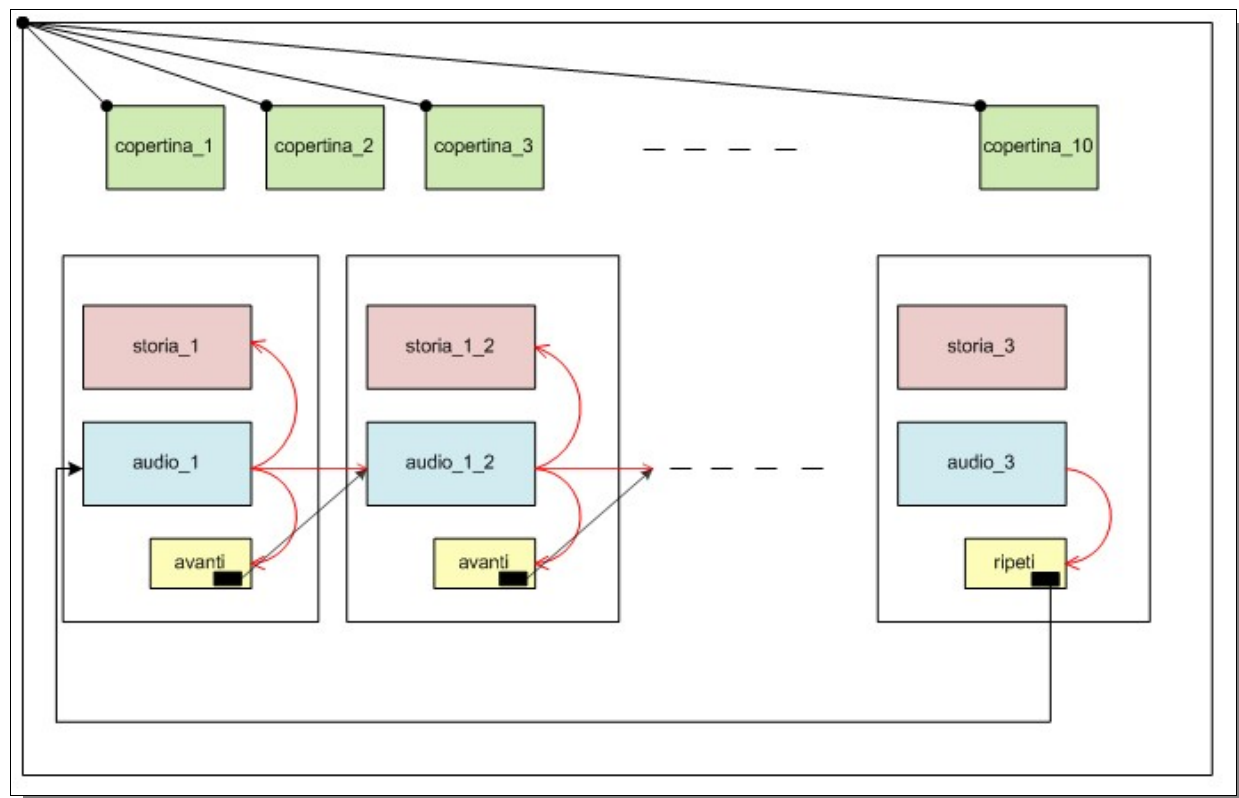 copertina_1
copertina_2
copertina_3
copertina_10
storia_1
storia_1_2
storia_3
audio_1
audio_1_2
audio_3
avanti
avanti
ripeti